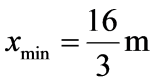 x_min = 16/3 m